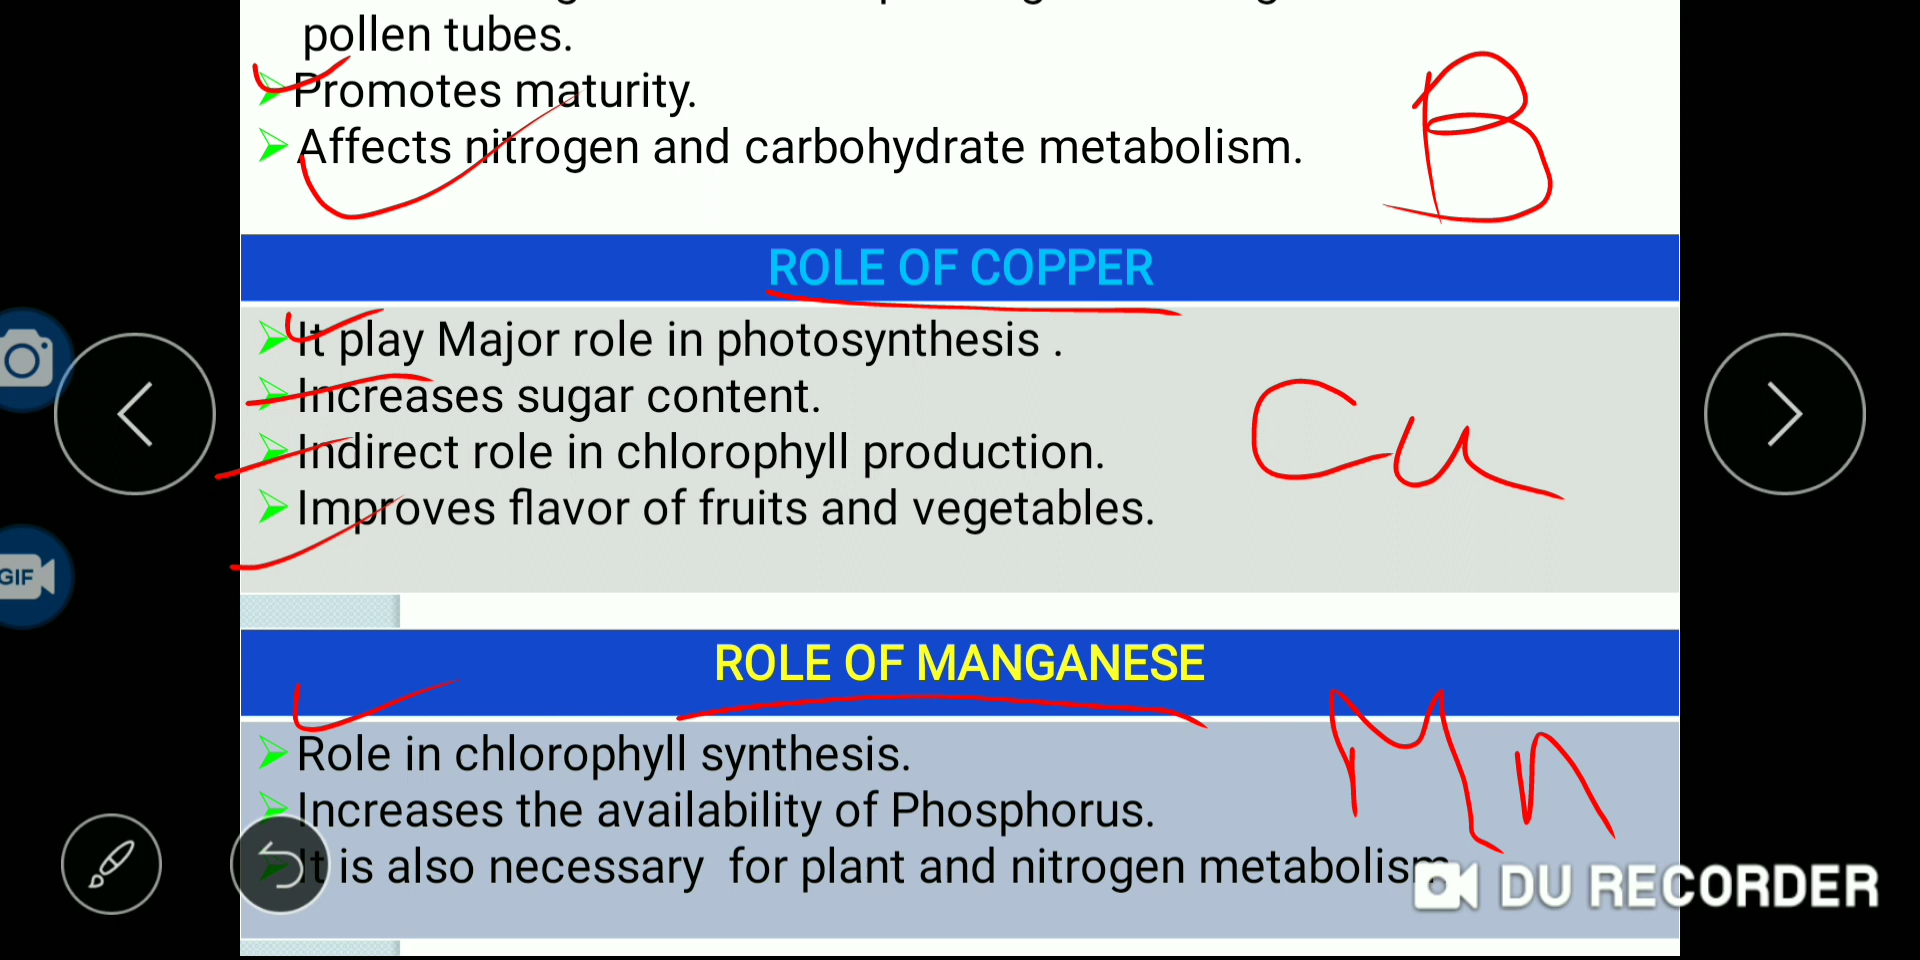 pollen tubes.
Promotes maturity.
Affects nitrogen and carbohydrate metabolism.
B
ROLE OF COPPER
It play Major role in photosynthesis .
Increases sugar content.
Indirect role in chlorophyll production.
Improves flavor of fruits and vegetables.
Cu
GIF
ROLE OF MANGANESE
Role in chlorophyll synthesis.
Increases the availability of Phosphorus.
It is also necessary for plant and nitrogen metabolism
Mn
DU RECORDER